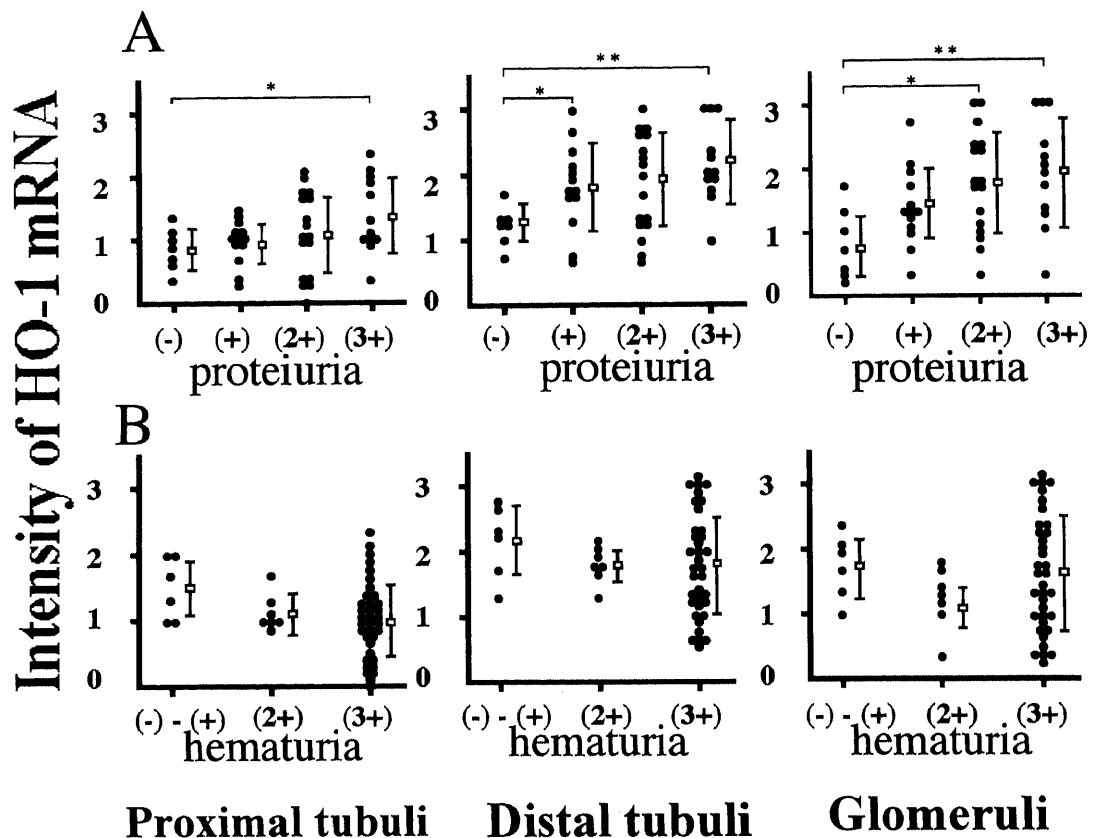 A
Intensity of HO-1 mRNA
*
3
2
1
0
(-) (+) (2+) (3+)
proteiuria
**
*
3
2
1
0
(-) (+) (2+) (3+)
proteiuria
**
*
3
2
1
0
(-) (+) (2+) (3+)
proteiuria
B
3
2
1
0
(-) - (+) (2+) (3+)
hematuria
3
2
1
0
(-) - (+) (2+) (3+)
hematuria
3
2
1
0
(-) - (+) (2+) (3+)
hematuria
Proximal tubuli
Distal tubuli
Glomeruli